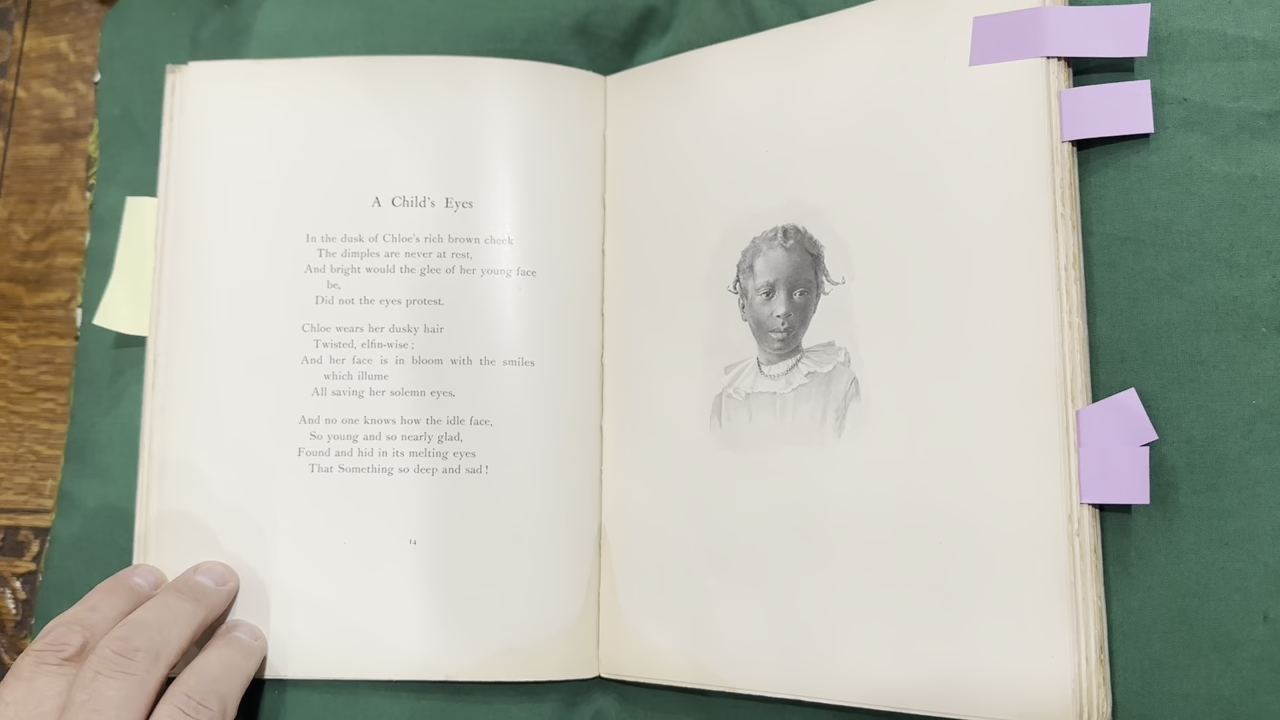 A Child's Eyes
In the dusk of Chloe's rich brown cheek
The dimples are never at rest,
And bright would the glee of her young face
be,
Did not the eyes protest.
Chloe wears her dusky hair
Twisted, elfin-wise ;
And her face is in bloom with the smiles
which illume
All saving her solemn eyes.
And no one knows how the idle face,
So young and so nearly glad,
Found and hid in its melting eyes
That Something so deep and sad !
14